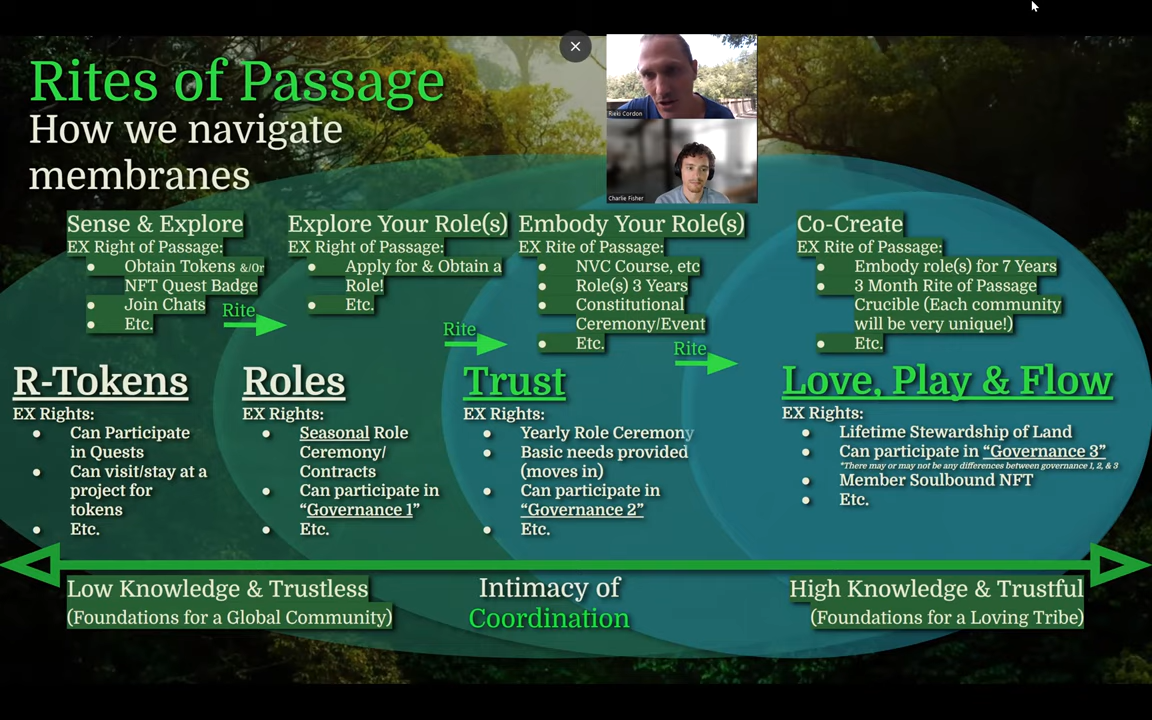 Rites of Passage
How we navigate
membranes
Rieki Cordon
Charlie Fisher
Sense & Explore
EX Right of Passage:
Obtain Tokens &/Or
NFT Quest Badge
Join Chats
Etc.
Rite
Explore Your Role(s)
EX Right of Passage:
Apply for & Obtain a
Role!
Etc.
Rite
Embody Your Role(s)
EX Rite of Passage:
NVC Course, etc
Role(s) 3 Years
Constitutional
Ceremony/Event
Etc.
Rite
Co-Create
EX Rite of Passage:
Embody role(s) for 7 Years
3 Month Rite of Passage
Crucible (Each community
will be very unique!)
Etc.
R-Tokens
EX Rights:
Can Participate
in Quests
Can visit/stay at a
project for
tokens
Etc.
Roles
EX Rights:
Seasonal Role
Ceremony/
Contracts
Can participate in
“Governance 1”
Etc.
Trust
EX Rights:
Yearly Role Ceremony
Basic needs provided
(moves in)
Can participate in
“Governance 2”
Etc.
Love, Play & Flow
EX Rights:
Lifetime Stewardship of Land
Can participate in “Governance 3”
*There may or may not be any differences between governance 1, 2, & 3
Member Soulbound NFT
Etc.
Low Knowledge & Trustless
(Foundations for a Global Community)
Intimacy of
Coordination
High Knowledge & Trustful
(Foundations for a Loving Tribe)